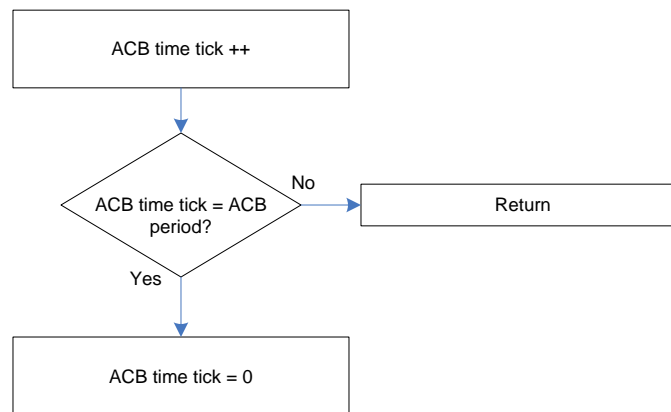 ACB time tick ++
No
ACB time tick = ACB
period?
Return
Yes
ACB time tick = 0